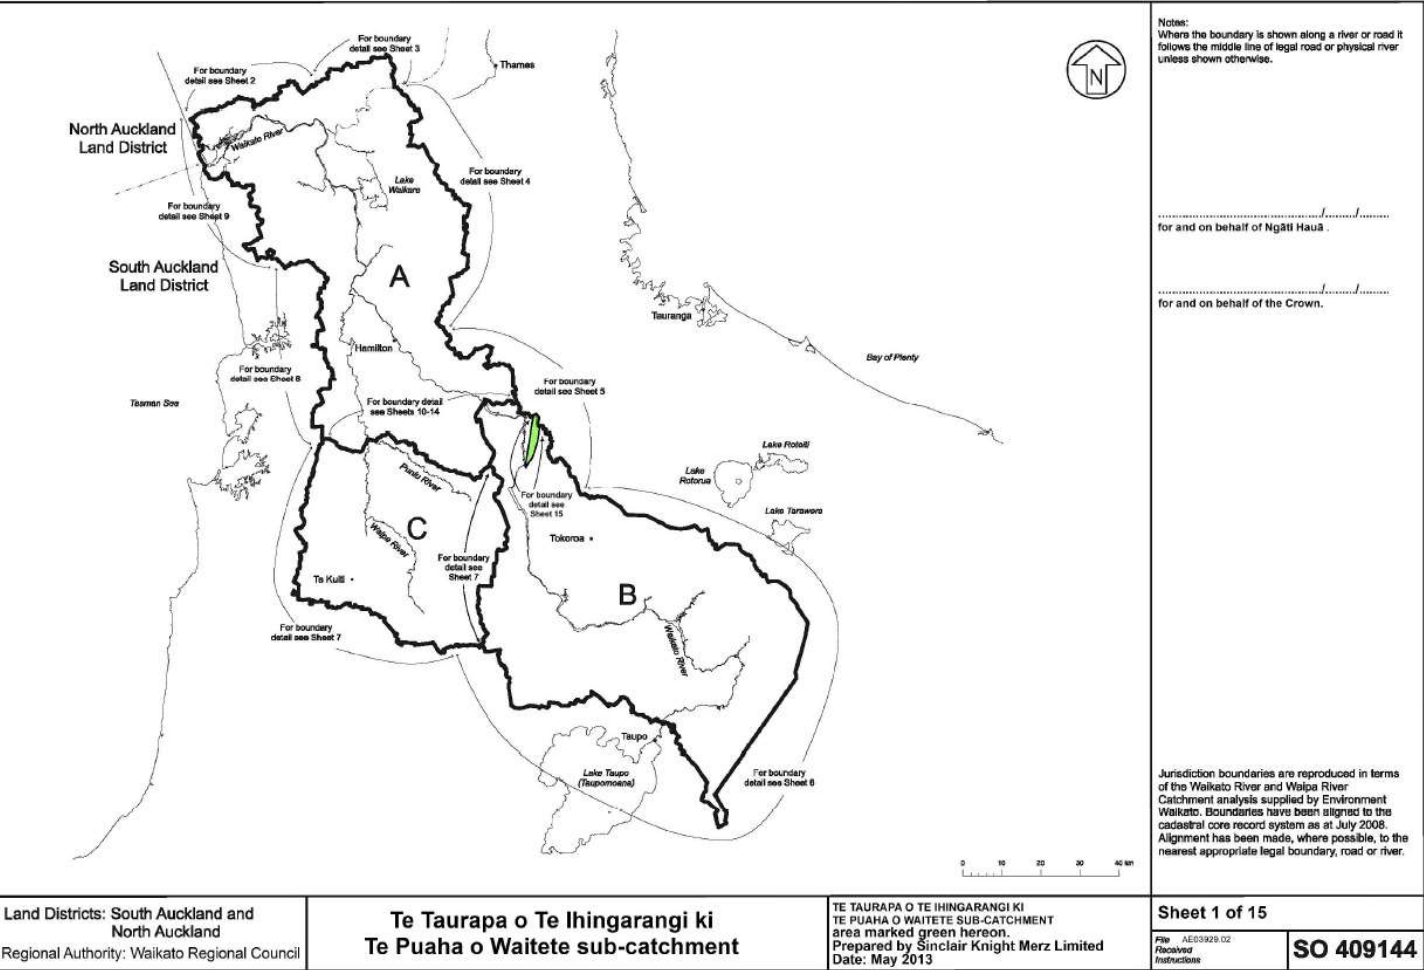 For boundary
detail see Sheet 3
For boundary
detail see Sheet 2
Thames
North Auckland
Land District
Waikato River
Lake
Waikare
For boundary
detail see Sheet 4
For boundary
detail see Sheet 9
South Auckland
Land District
A
N
Tauranga
Hamilton
Bay of Plenty
For boundary
detail see Sheet 8
For boundary
detail see Sheet 5
Tasman Sea
For boundary detail
see Sheets 10-14
Lake Rotoiti
Lake
Rotorua
Puniu River
Lake Tarawera
For boundary
detail see
Sheet 15
C
Waipa River
Tokoroa
For boundary
detail see
Sheet 7
Te Kuiti
B
For boundary
detail see Sheet 7
Waikato River
Taupo
Lake Taupo
(Taupomoana)
For boundary
detail see Sheet 6
0 10 20 30 40 km
Notes:
Where the boundary is shown along a river or road it
follows the middle line of legal road or physical river
unless shown otherwise.
............................................./........./.........
for and on behalf of Ngāti Hauā .
............................................./........./.........
for and on behalf of the Crown.
Jurisdiction boundaries are reproduced in terms
of the Waikato River and Waipa River
Catchment analysis supplied by Environment
Waikato. Boundaries have been aligned to the
cadastral core record system as at July 2008.
Alignment has been made, where possible, to the
nearest appropriate legal boundary, road or river.
Land Districts: South Auckland and
North Auckland
Regional Authority: Waikato Regional Council
Te Taurapa o Te Ihingarangi ki
Te Puaha o Waitete sub-catchment
TE TAURAPA O TE IHINGARANGI KI
TE PUAHA O WAITETE SUB-CATCHMENT
area marked green hereon.
Prepared by Sinclair Knight Merz Limited
Date: May 2013
Sheet 1 of 15
File AE03929.02
Received
Instructions
SO 409144